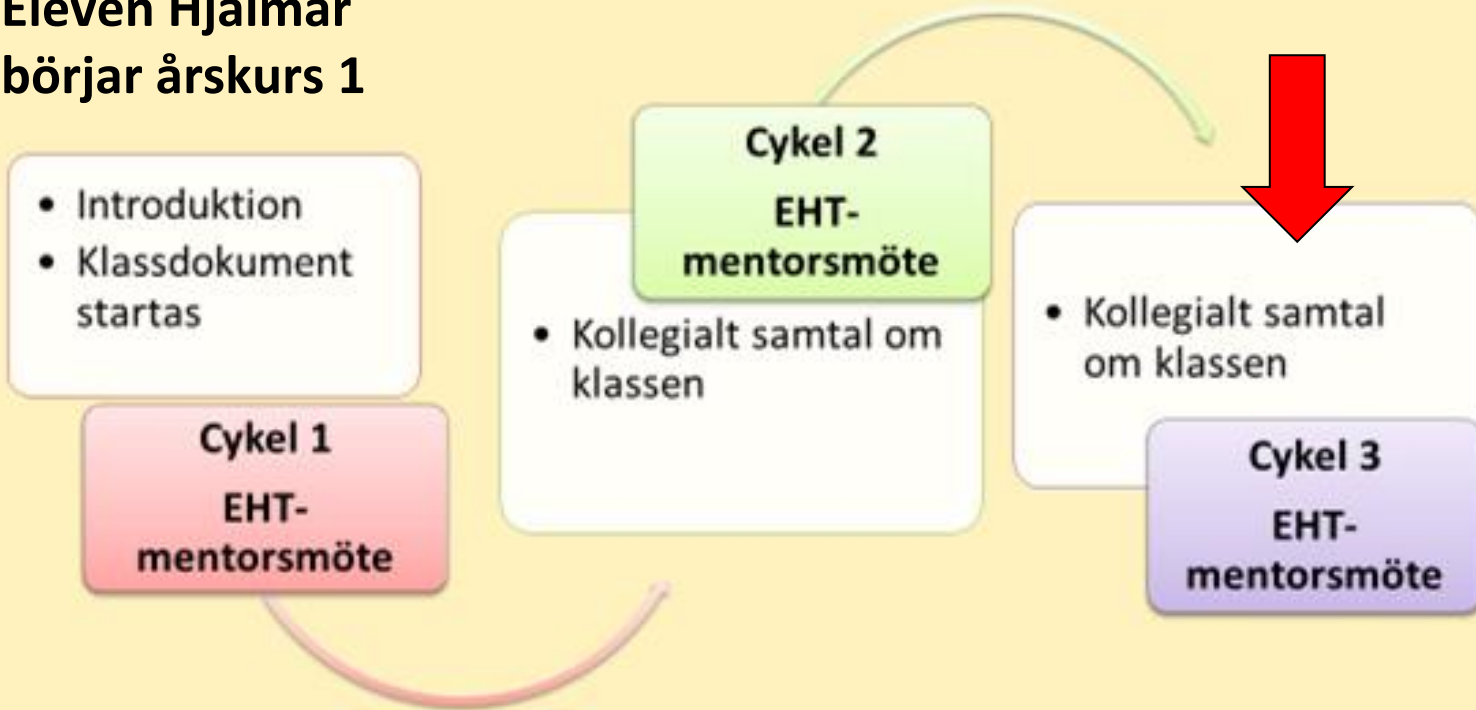 Eleven Hjalmar
börjar årskurs 1
• Introduktion
• Klassdokument
startas
Cykel 1
EHT-
mentorsmöte
Cykel 2
EHT-
mentorsmöte
• Kollegialt samtal om
klassen
• Kollegialt samtal
om klassen
Cykel 3
EHT-
mentorsmöte